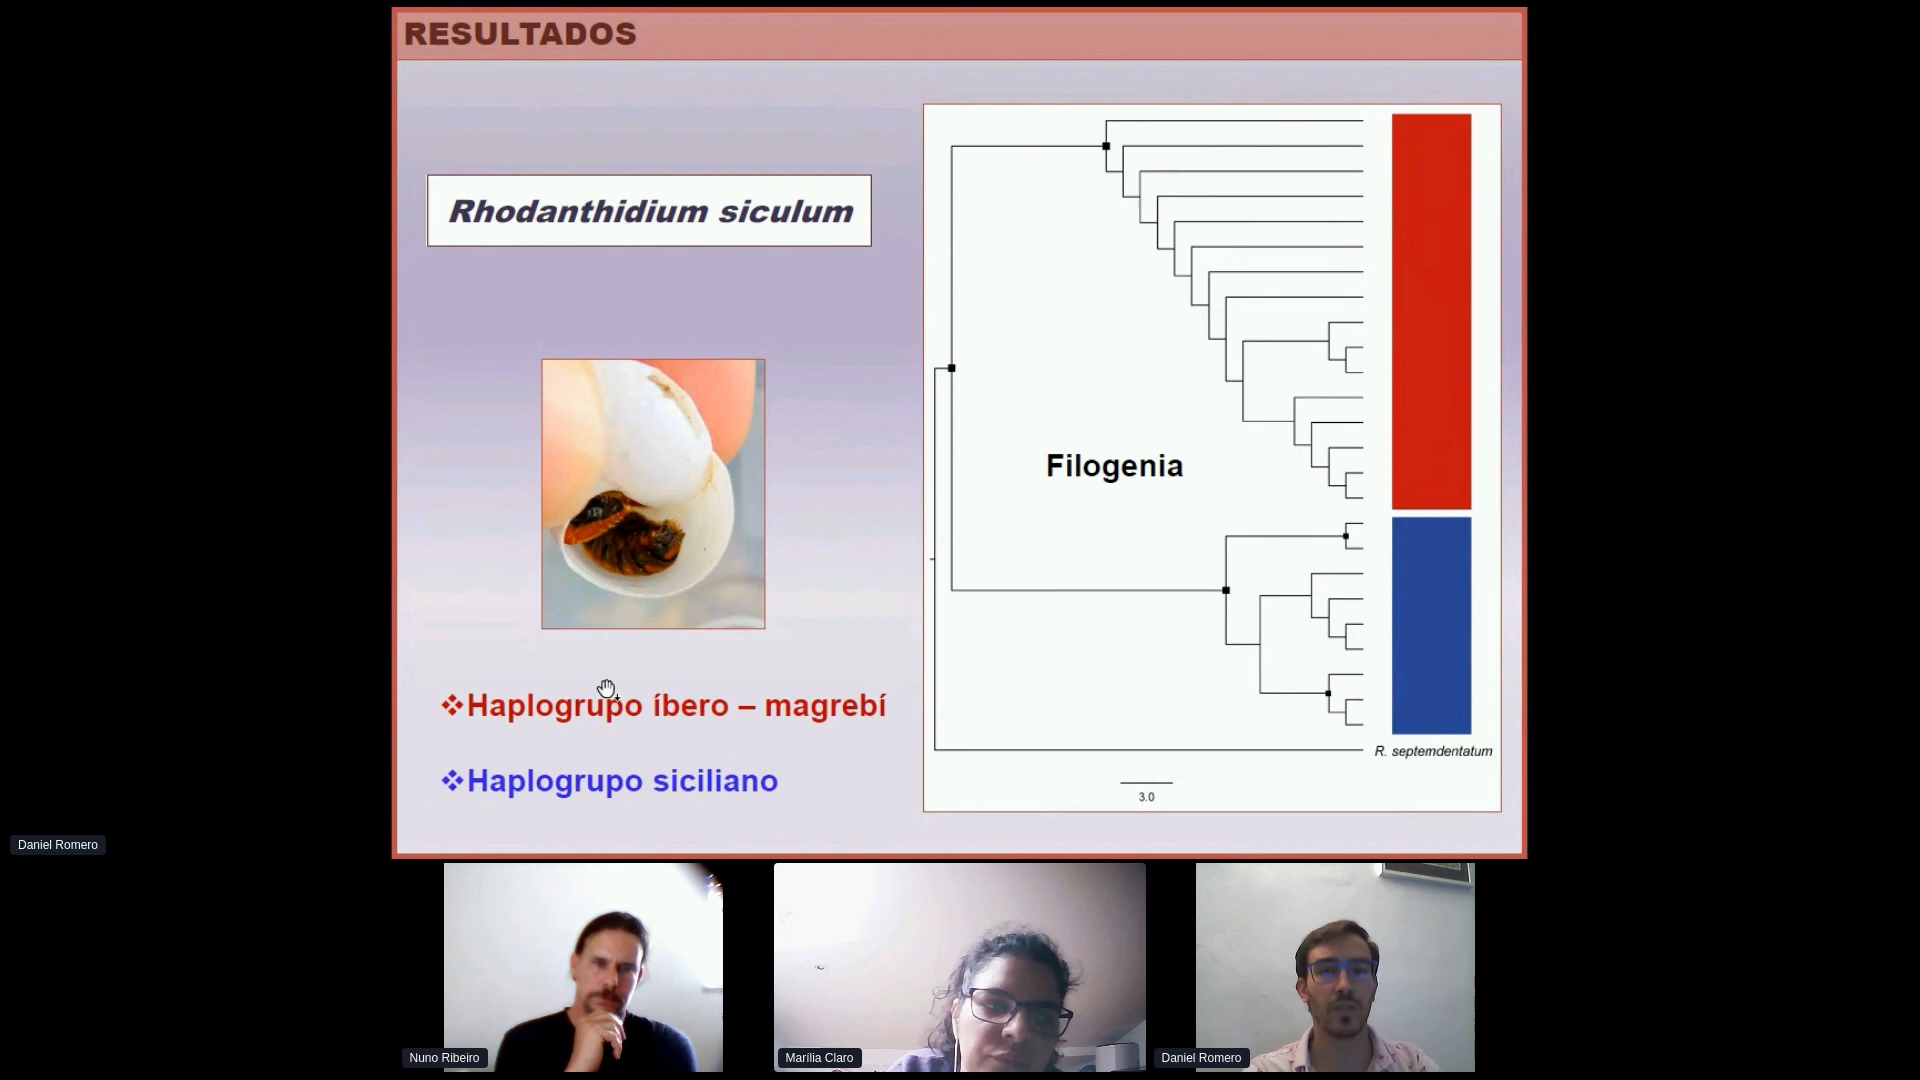 RESULTADOS
Rhodanthidium siculum
Filogenia
❖Haplogrupo íbero – magrebí
❖Haplogrupo siciliano
R. septemdentatum
3.0
Daniel Romero
Nuno Ribeiro
Marília Claro
Daniel Romero